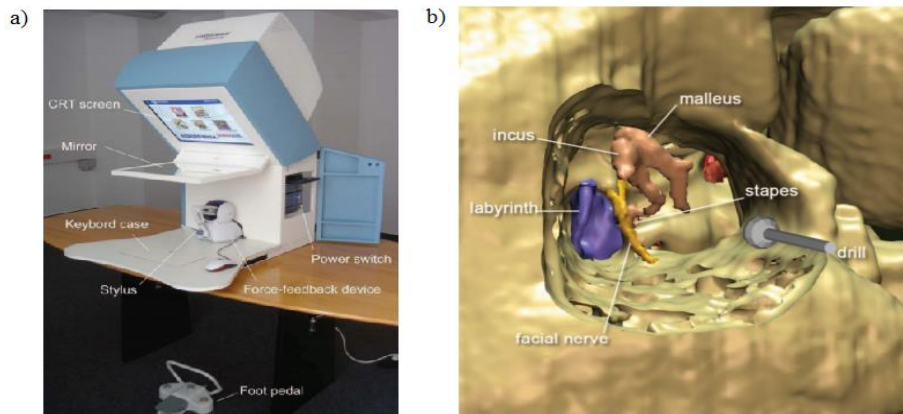 a)
CRT screen
Mirror
Keybord case
Stylus
Power switch
Force-feedback device
Foot pedal
b)
malleus
incus
stapes
labyrinth
drill
facial nerve